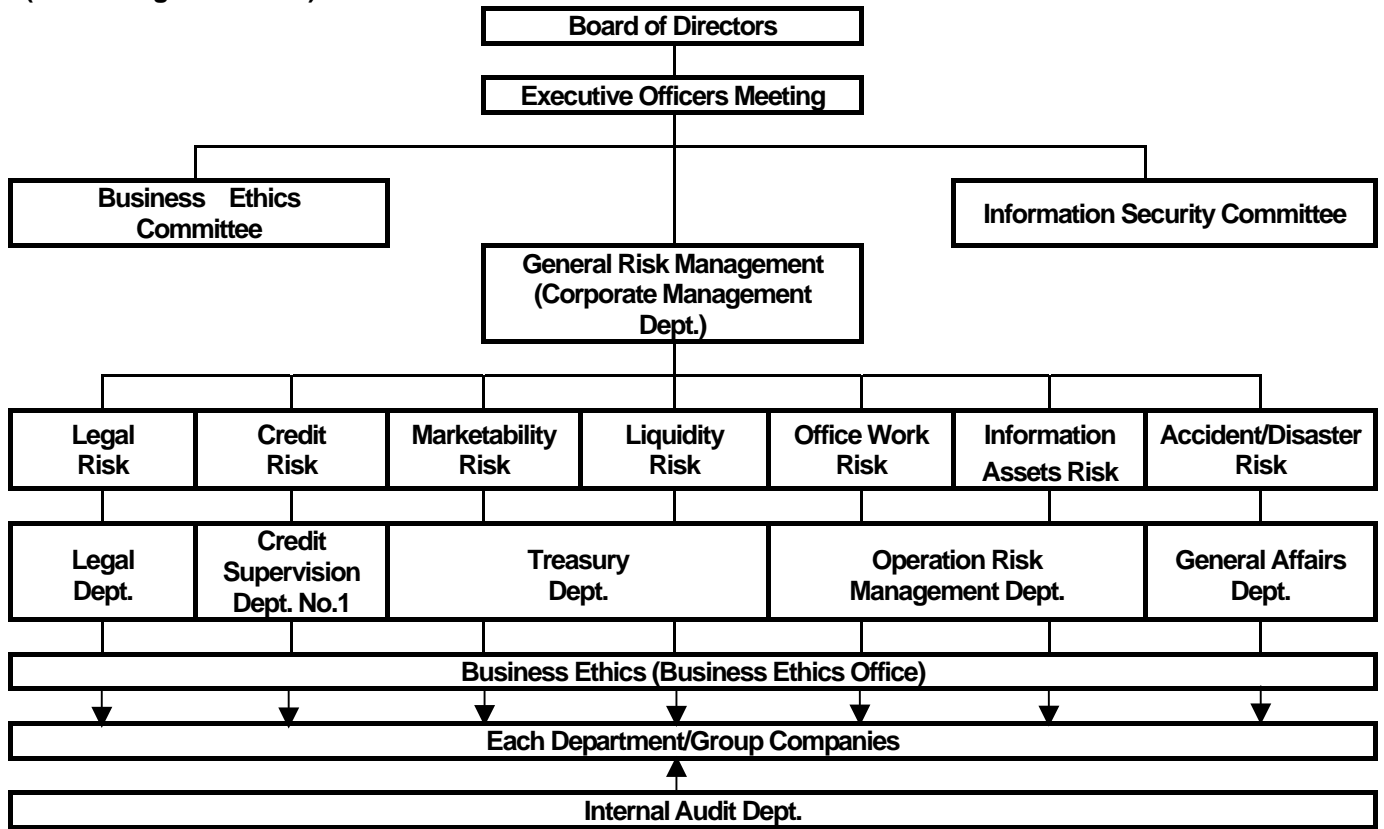 Board of Directors
Executive Officers Meeting
Business Ethics
Committee
Information Security Committee
General Risk Management
(Corporate Management
Dept.)
Legal
Risk
Credit
Risk
Marketability
Risk
Liquidity
Risk
Office Work
Risk
Information
Assets Risk
Accident/Disaster
Risk
Legal
Dept.
Credit
Supervision
Dept. No.1
Treasury
Dept.
Operation Risk
Management Dept.
General Affairs
Dept.
Business Ethics (Business Ethics Office)
Each Department/Group Companies
Internal Audit Dept.